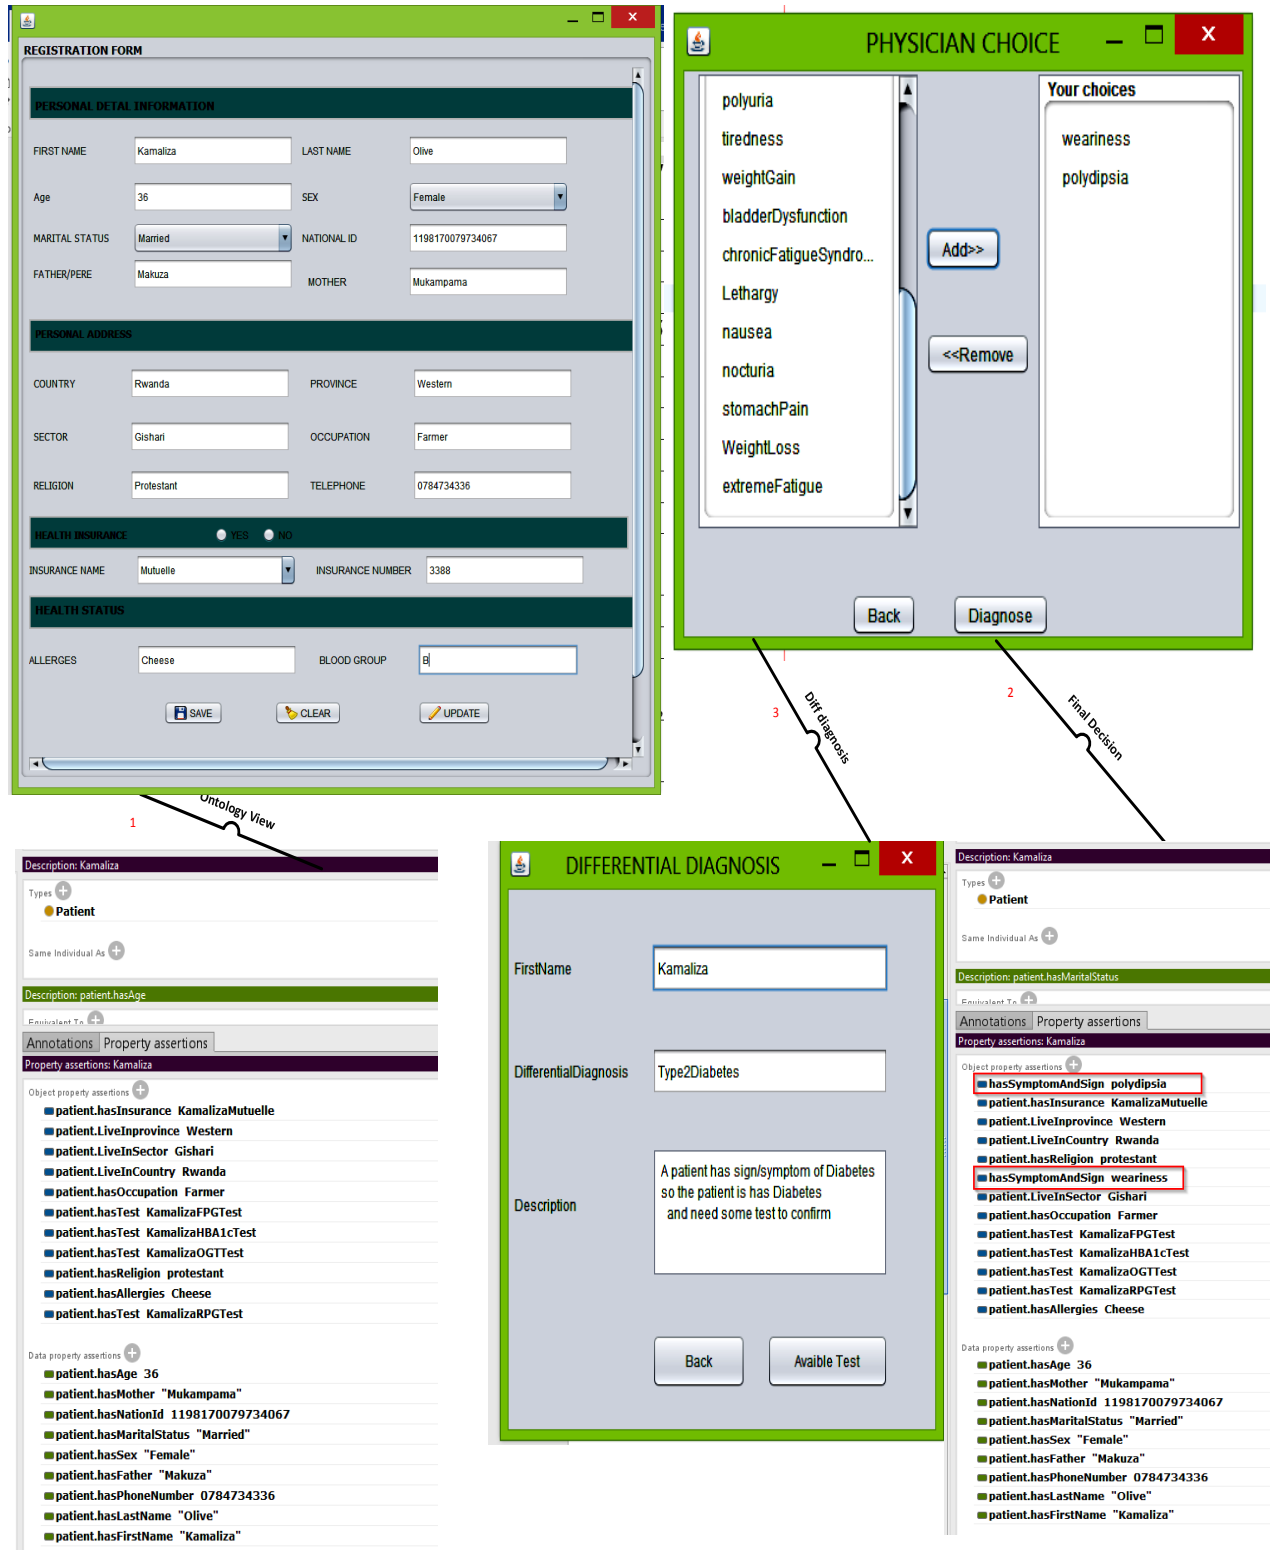 REGISTRATION FORM
PERSONAL DETAL INFORMATION
FIRST NAME Kamaliza LAST NAME Olive
Age 36 SEX Female
MARITAL STATUS Married NATIONAL ID 1198170079734067
FATHER/PERE Makuza MOTHER Mukampama
PERSONAL ADDRESS
COUNTRY Rwanda PROVINCE Western
SECTOR Gishari OCCUPATION Farmer
RELIGION Protestant TELEPHONE 0784734336
HEALTH INSURANCE YES NO
INSURANCE NAME Mutuelle INSURANCE NUMBER 3388
HEALTH STATUS
ALLERGES Cheese BLOOD GROUP B
SAVE CLEAR UPDATE
PHYSICIAN CHOICE
polyuria
tiredness
weightGain
bladderDysfunction
chronicFatigueSyndro...
Lethargy
nausea
nocturia
stomachPain
WeightLoss
extremeFatigue
Add>>
<<Remove
Your choices
weariness
polydipsia
Back Diagnose
1
Ontology View
3
Diff diagnosis
2
Final Decision
Description: Kamaliza
Types
Patient
Same Individual As
Description: patient.hasAge
Equivalent To
Annotations Property assertions
Property assertions: Kamaliza
Object property assertions
patient.hasInsurance KamalizaMutuelle
patient.LiveInprovince Western
patient.LiveInSector Gishari
patient.LiveInCountry Rwanda
patient.hasOccupation Farmer
patient.hasTest KamalizaFPGTest
patient.hasTest KamalizaHBA1cTest
patient.hasTest KamalizaOGTTest
patient.hasReligion protestant
patient.hasAllergies Cheese
patient.hasTest KamalizaRPGTest
Data property assertions
patient.hasAge 36
patient.hasMother "Mukampama"
patient.hasNationId 1198170079734067
patient.hasMaritalStatus "Married"
patient.hasSex "Female"
patient.hasFather "Makuza"
patient.hasPhoneNumber 0784734336
patient.hasLastName "Olive"
patient.hasFirstName "Kamaliza"
DIFFERENTIAL DIAGNOSIS
FirstName Kamaliza
DifferentialDiagnosis Type2Diabetes
Description
A patient has sign/symptom of Diabetes
so the patient is has Diabetes
and need some test to confirm
Back Avaible Test
Description: Kamaliza
Types
Patient
Same Individual As
Description: patient.hasMaritalStatus
Equivalent To
Annotations Property assertions
Property assertions: Kamaliza
Object property assertions
hasSymptomAndSign polydipsia
patient.hasInsurance KamalizaMutuelle
patient.LiveInprovince Western
patient.LiveInCountry Rwanda
patient.hasReligion protestant
hasSymptomAndSign weariness
patient.LiveInSector Gishari
patient.hasOccupation Farmer
patient.hasTest KamalizaFPGTest
patient.hasTest KamalizaHBA1cTest
patient.hasTest KamalizaOGTTest
patient.hasTest KamalizaRPGTest
patient.hasAllergies Cheese
Data property assertions
patient.hasAge 36
patient.hasMother "Mukampama"
patient.hasNationId 1198170079734067
patient.hasMaritalStatus "Married"
patient.hasSex "Female"
patient.hasFather "Makuza"
patient.hasPhoneNumber 0784734336
patient.hasLastName "Olive"
patient.hasFirstName "Kamaliza"